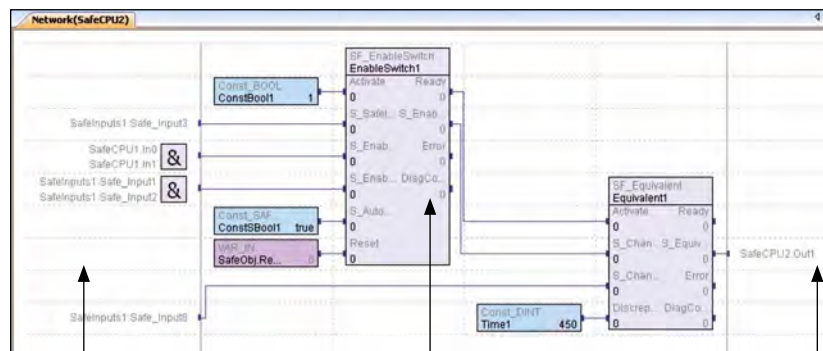 Network(SafeCPU2)
SF_EnableSwitch
EnableSwitch1
Activate Ready
0 0
Const_BOOL
ConstBool1 1
S_Safet... S_Enab...
0 0
SafeInputs1.Safe_Input3
S_Enab... Error
0 0
SafeCPU1.In0
SafeCPU1.In1
&
S_Enab... DiagCo...
0 0
SafeInputs1.Safe_Input1
SafeInputs1.Safe_Input2
&
S_Auto...
0
Const_SAF...
ConstSBool1 true
Reset
0
VAR_IN
SafeObj.Re... 0
SF_Equivalent
Equivalent1
Activate Ready
0 0
S_Chan... S_Equiv...
0 0
SafeCPU2.Out1
S_Chan... Error
0 0
SafeInputs1.Safe_Input8
Discrep... DiagCo...
0 0
Const_DINT
Time1 450